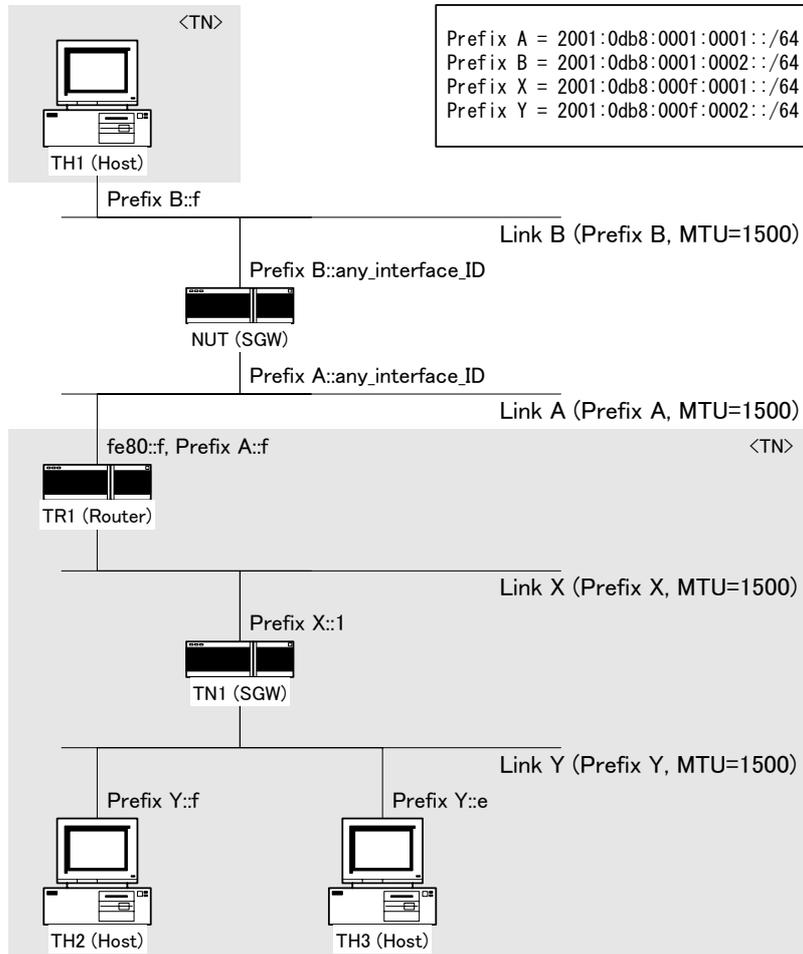 <TN>
Prefix A = 2001:0db8:0001:0001::/64
Prefix B = 2001:0db8:0001:0002::/64
Prefix X = 2001:0db8:000f:0001::/64
Prefix Y = 2001:0db8:000f:0002::/64
TH1 (Host)
Prefix B::f
Link B (Prefix B, MTU=1500)
Prefix B::any_interface_ID
NUT (SGW)
Prefix A::any_interface_ID
Link A (Prefix A, MTU=1500)
fe80::f, Prefix A::f
<TN>
TR1 (Router)
Link X (Prefix X, MTU=1500)
Prefix X::1
TN1 (SGW)
Link Y (Prefix Y, MTU=1500)
Prefix Y::f
Prefix Y::e
TH2 (Host)
TH3 (Host)